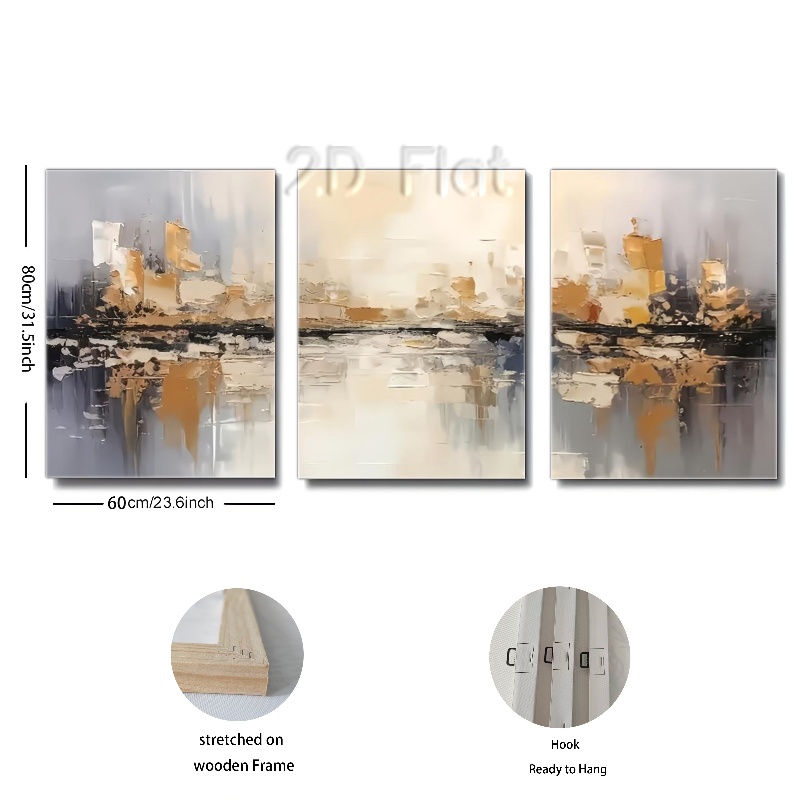 2D Flat
80cm/31.5inch
60cm/23.6inch
stretched on
wooden Frame
Hook
Ready to Hang